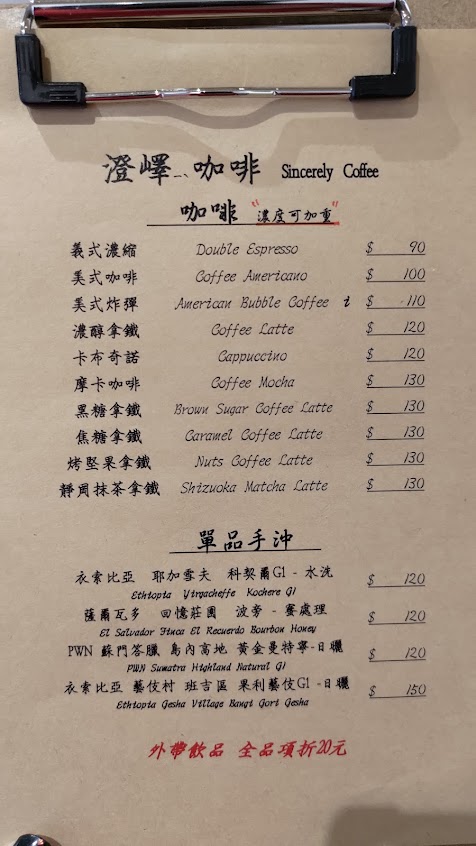 澄嶧、咖啡 Sincerely Coffee
咖啡 "濃度可加重"
義式濃縮 Double Espresso $ 90
美式咖啡 Coffee Americano $ 100
美式炸彈 American Bubble Coffee i $ 110
濃醇拿鐵 Coffee Latte $ 120
卡布奇諾 Cappuccino $ 120
摩卡咖啡 Coffee Mocha $ 130
黑糖拿鐵 Brown Sugar Coffee Latte $ 130
焦糖拿鐵 Caramel Coffee Latte $ 130
烤堅果拿鐵 Nuts Coffee Latte $ 130
靜岡抹茶拿鐵 Shizuoka Matcha Latte $ 130
單品手沖
衣索比亞 耶加雪夫 科契爾G1 - 水洗 $ 120
Ethiopia Yirgacheffe Kochere G1
薩爾瓦多 回憶莊園 波旁 - 蜜處理 $ 120
El Salvador Finca El Recuerdo Bourbon Honey
PWN 蘇門答臘 島內高地 黃金曼特寧-日曬 $ 120
PWN Sumatra Highland Natural G1
衣索比亞 藝伎村 班吉區 果利藝伎G1 -日曬 $ 150
Ethiopia Gesha Village Bangi Gori Gesha
外帶飲品 全品項折20元